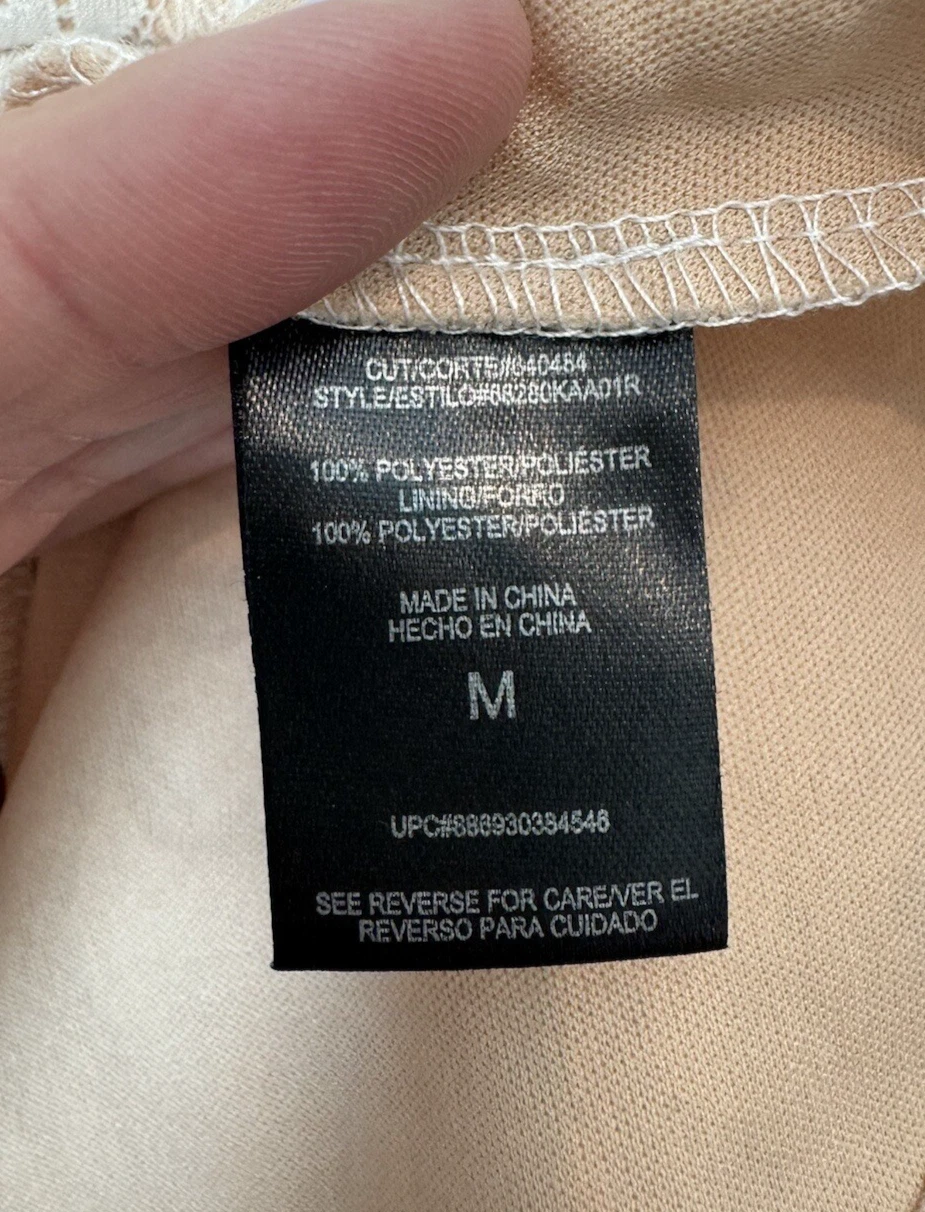 CUT/CORTE#640484
STYLE/ESTILO#68280KAA01R
100% POLYESTER/POLIÉSTER
LINING/FORRO
100% POLYESTER/POLIÉSTER
MADE IN CHINA
HECHO EN CHINA
M
UPC#888930384546
SEE REVERSE FOR CARE/VER EL
REVERSO PARA CUIDADO